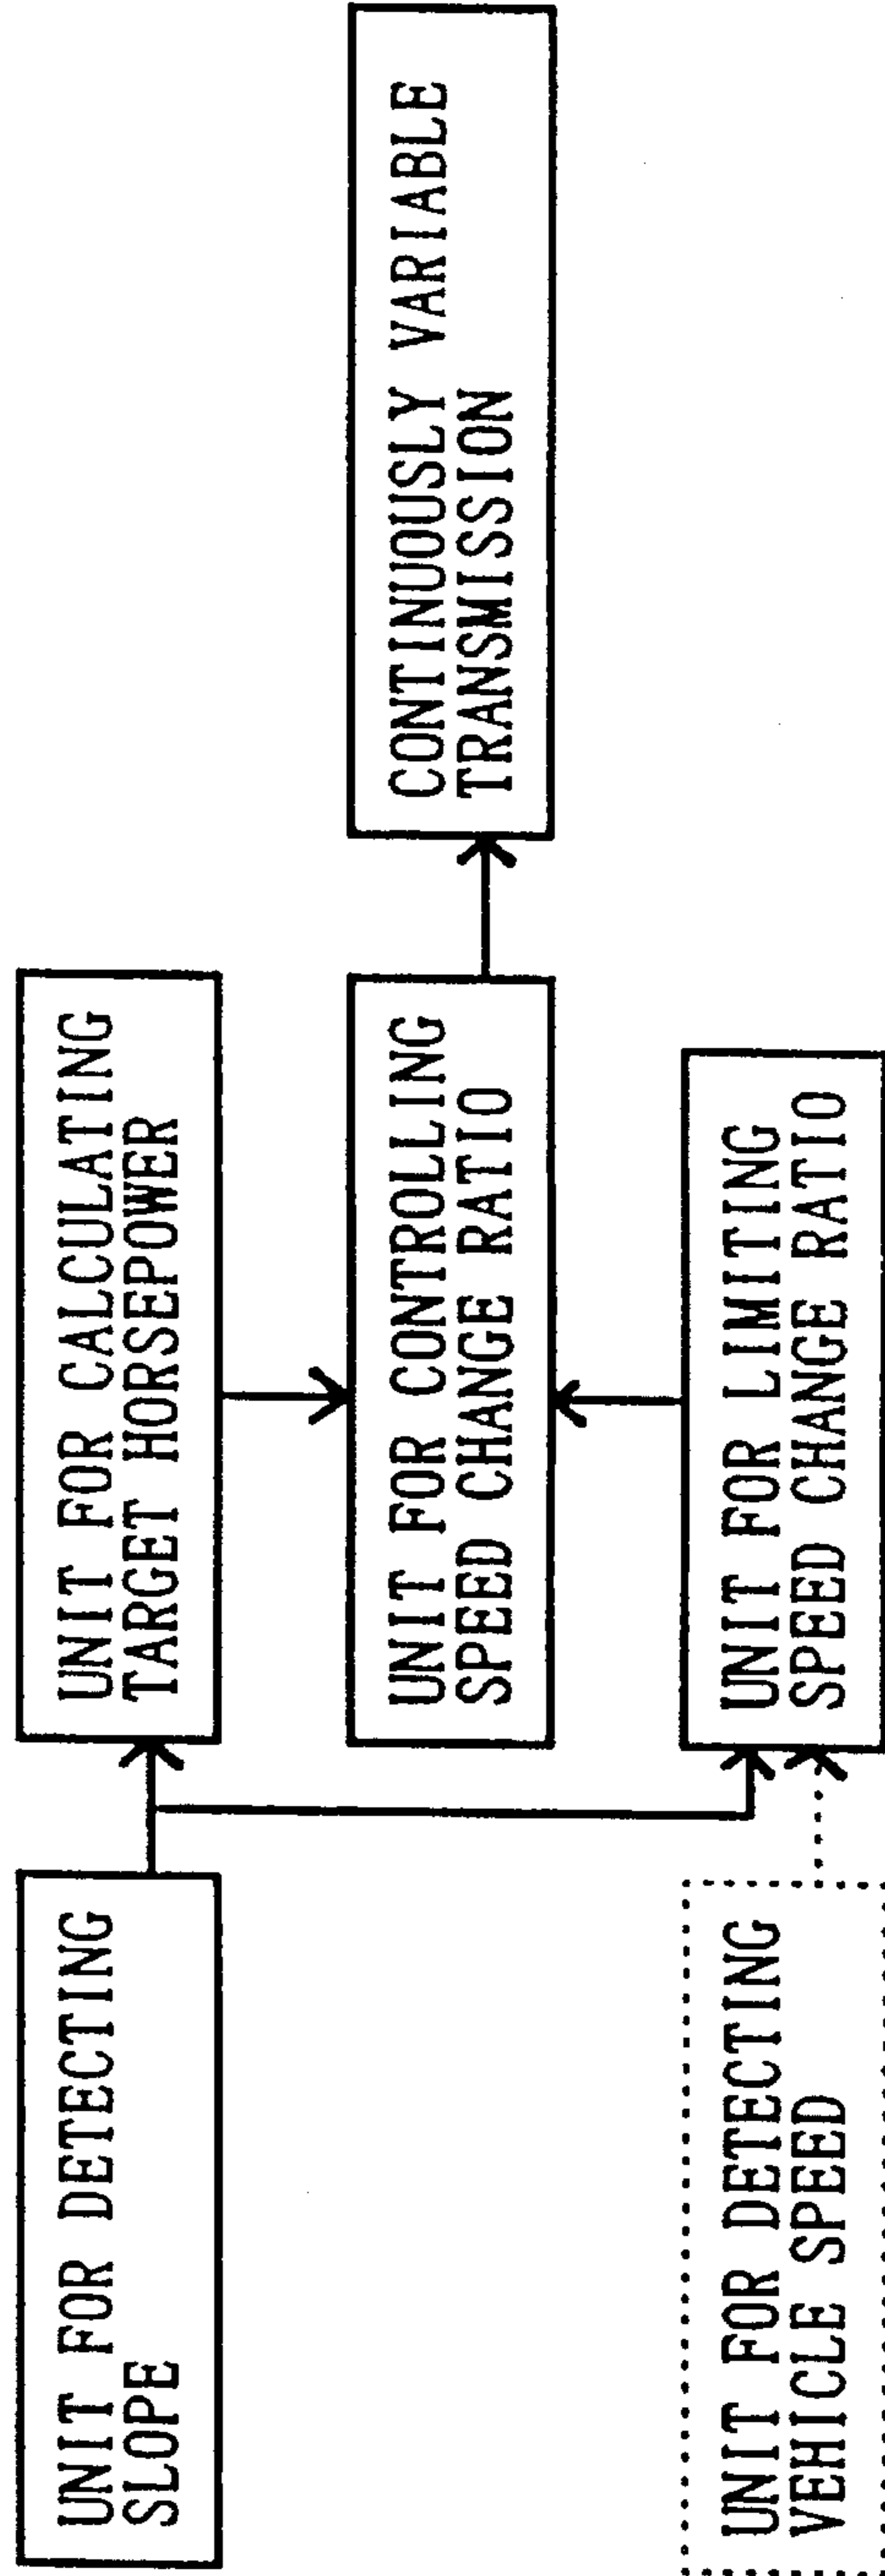 UNIT FOR DETECTING
SLOPE
UNIT FOR CALCULATING
TARGET HORSEPOWER
UNIT FOR CONTROLLING
SPEED CHANGE RATIO
CONTINUOUSLY VARIABLE
TRANSMISSION
UNIT FOR DETECTING
VEHICLE SPEED
UNIT FOR LIMITING
SPEED CHANGE RATIO